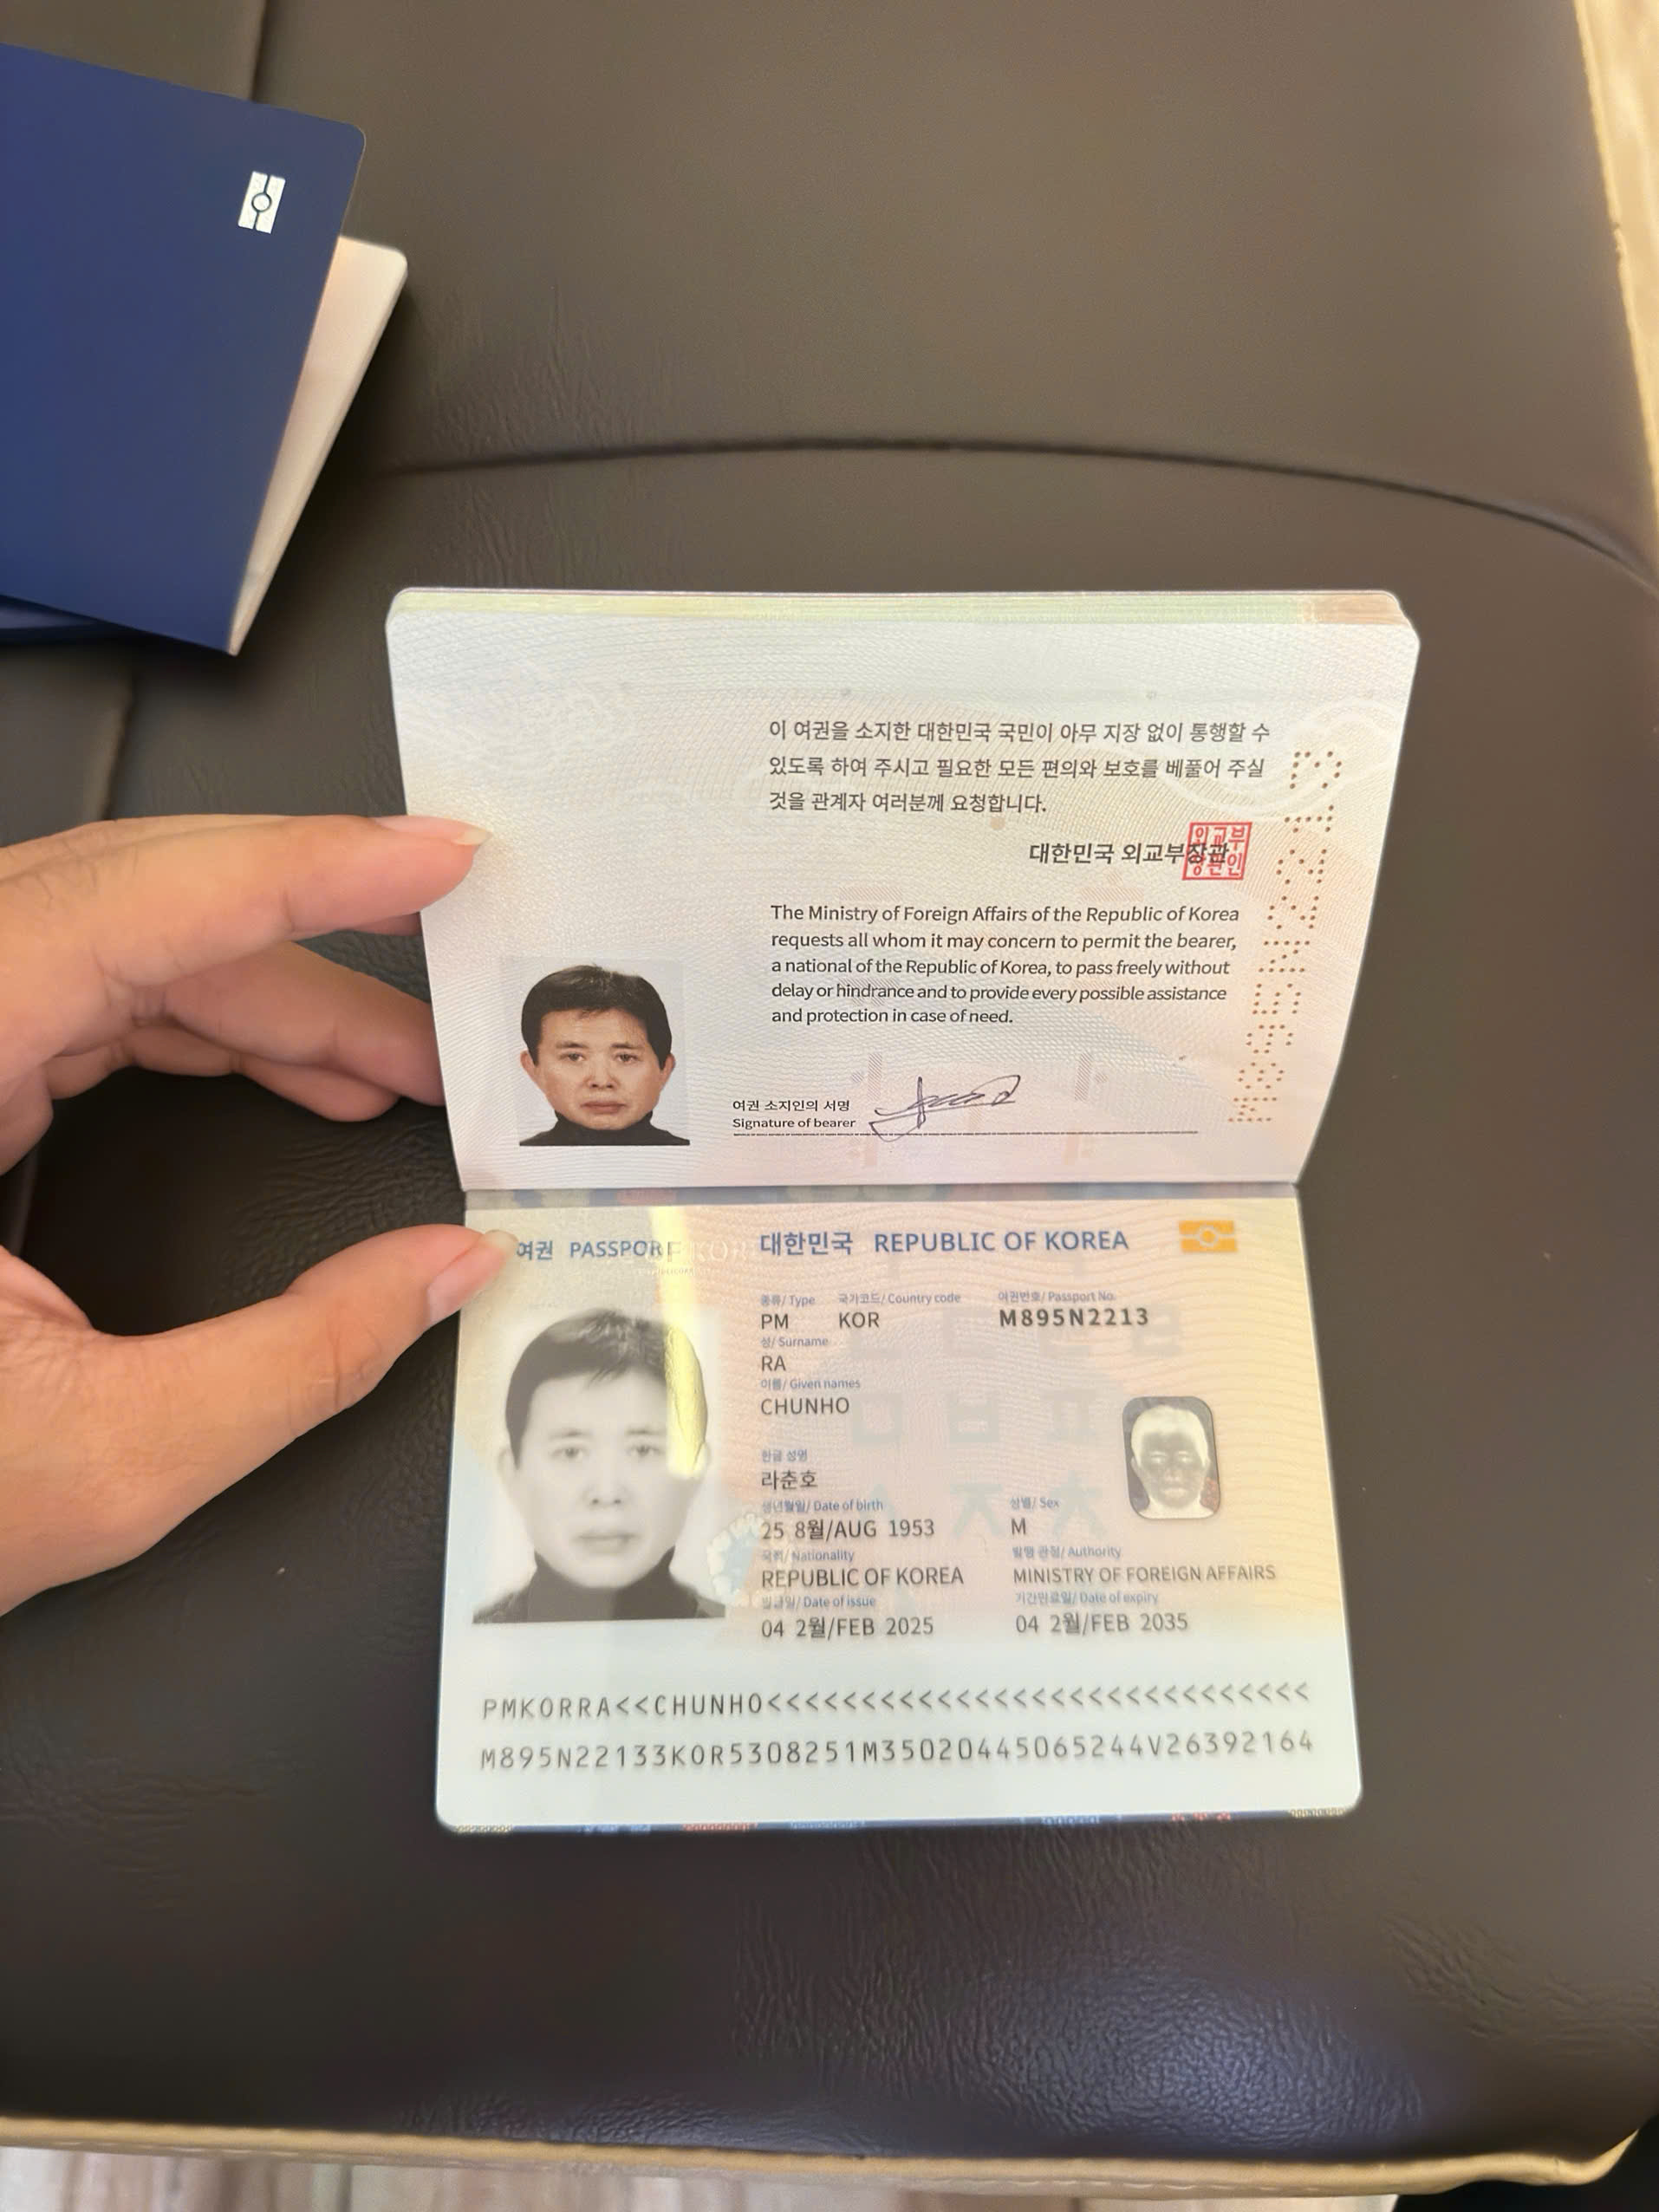 이 여권을 소지한 대한민국 국민이 아무 지장 없이 통행할 수
있도록 하여 주시고 필요한 모든 편의와 보호를 베풀어 주실
것을 관계자 여러분께 요청합니다.
대한민국 외교부장관
The Ministry of Foreign Affairs of the Republic of Korea
requests all whom it may concern to permit the bearer,
a national of the Republic of Korea, to pass freely without
delay or hindrance and to provide every possible assistance
and protection in case of need.
여권 소지인의 서명
Signature of bearer
여권 PASSPORT
대한민국 REPUBLIC OF KOREA
종류/ Type 국가코드/ Country code 여권번호/ Passport No.
PM KOR M895N2213
성/ Surname
RA
이름/ Given names
CHUNHO
한글 성명
라춘호
생년월일/ Date of birth 성별/ Sex
25 8월/AUG 1953 M
국적/ Nationality 발행 관청/ Authority
REPUBLIC OF KOREA MINISTRY OF FOREIGN AFFAIRS
발급일/ Date of issue 기간만료일/ Date of expiry
04 2월/FEB 2025 04 2월/FEB 2035
PMKORRA<<CHUNHO<<<<<<<<<<<<<<<<<<<<<<<<<<<<<
M895N22133KOR5308251M35020445065244V26392164